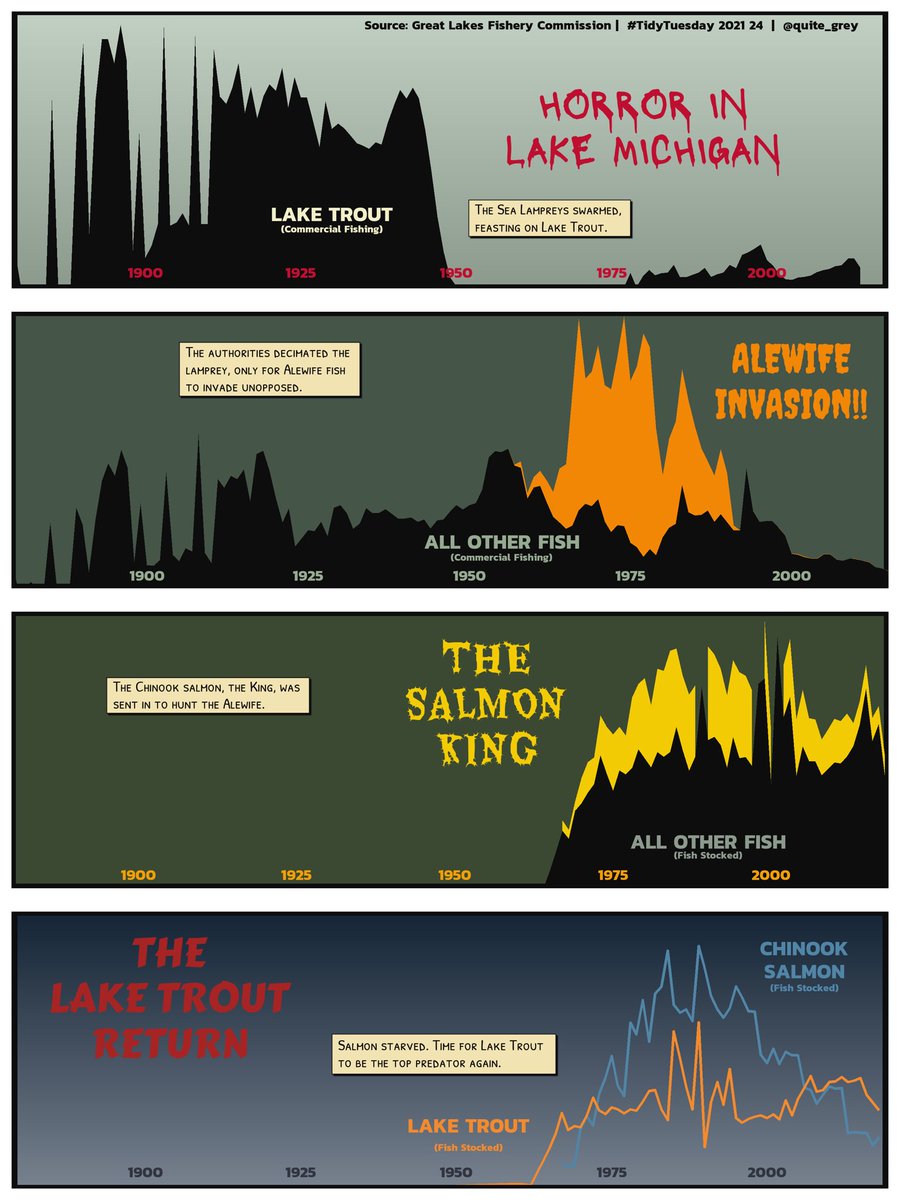 Source: Great Lakes Fishery Commission | #TidyTuesday 2021 24 | @quite_grey
HORROR IN
LAKE MICHIGAN
The Sea Lampreys swarmed,
feasting on Lake Trout.
LAKE TROUT
(Commercial Fishing)
1900 1925 1950 1975 2000
The authorities decimated the
lamprey, only for Alewife fish
to invade unopposed.
ALEWIFE
INVASION!!
ALL OTHER FISH
(Commercial Fishing)
1900 1925 1950 1975 2000
The Chinook salmon, the King, was
sent in to hunt the Alewife.
THE
SALMON
KING
ALL OTHER FISH
(Fish Stocked)
1900 1925 1950 1975 2000
THE
LAKE TROUT
RETURN
CHINOOK
SALMON
(Fish Stocked)
Salmon starved. Time for Lake Trout
to be the top predator again.
LAKE TROUT
(Fish Stocked)
1900 1925 1950 1975 2000